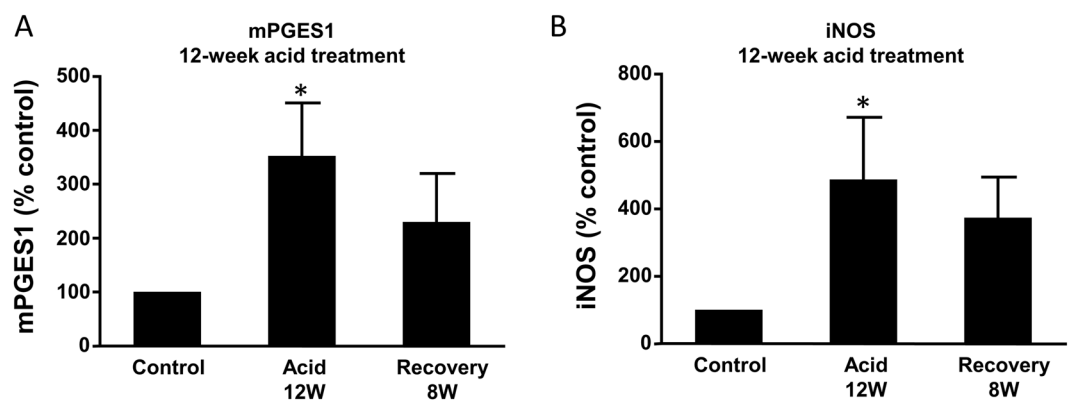 A
mPGES1
12-week acid treatment
mPGES1 (% control)
500
400
300
200
100
0
*
Control
Acid
12W
Recovery
8W
B
iNOS
12-week acid treatment
iNOS (% control)
800
600
400
200
0
*
Control
Acid
12W
Recovery
8W